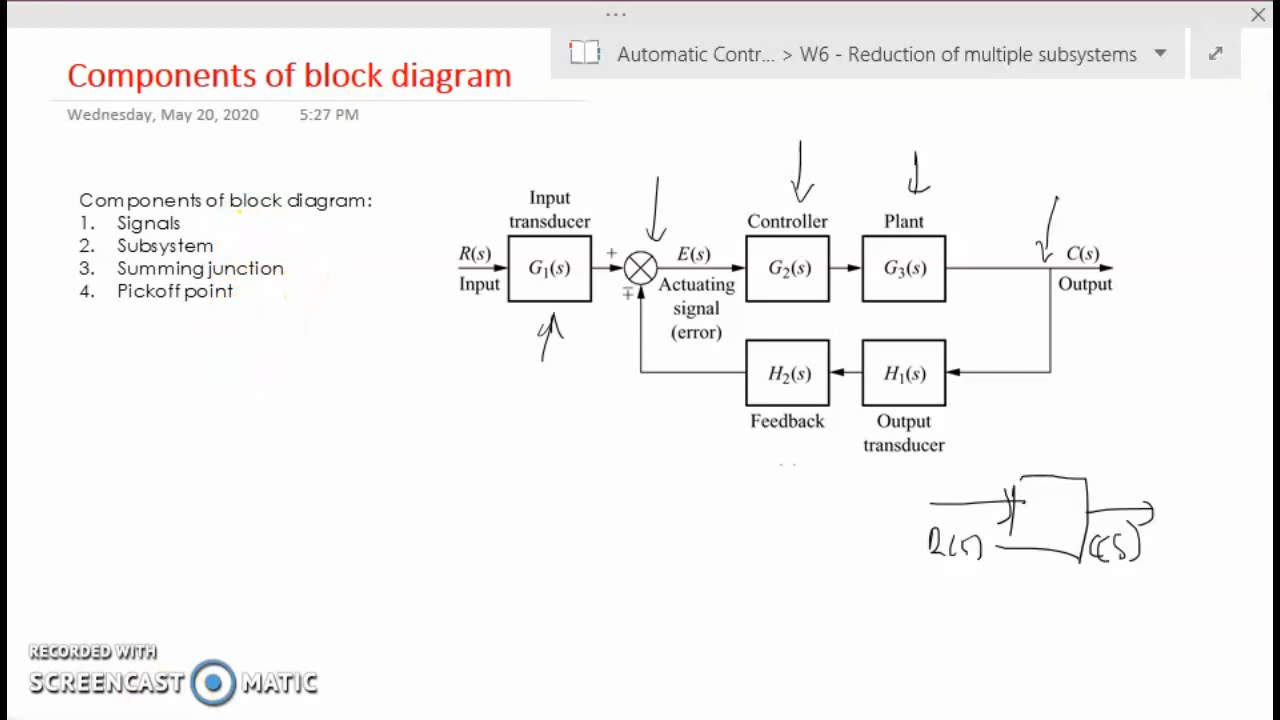 ...
Automatic Contr... > W6 - Reduction of multiple subsystems
Components of block diagram
Wednesday, May 20, 2020 5:27 PM
Components of block diagram:
1. Signals
2. Subsystem
3. Summing junction
4. Pickoff point
Input
transducer
Controller
Plant
R(s)
Input
G₁(s)
+
∓
E(s)
Actuating
signal
(error)
G₂(s)
G₃(s)
C(s)
Output
H₂(s)
H₁(s)
Feedback
Output
transducer
RECORDED WITH
SCREENCAST MATIC